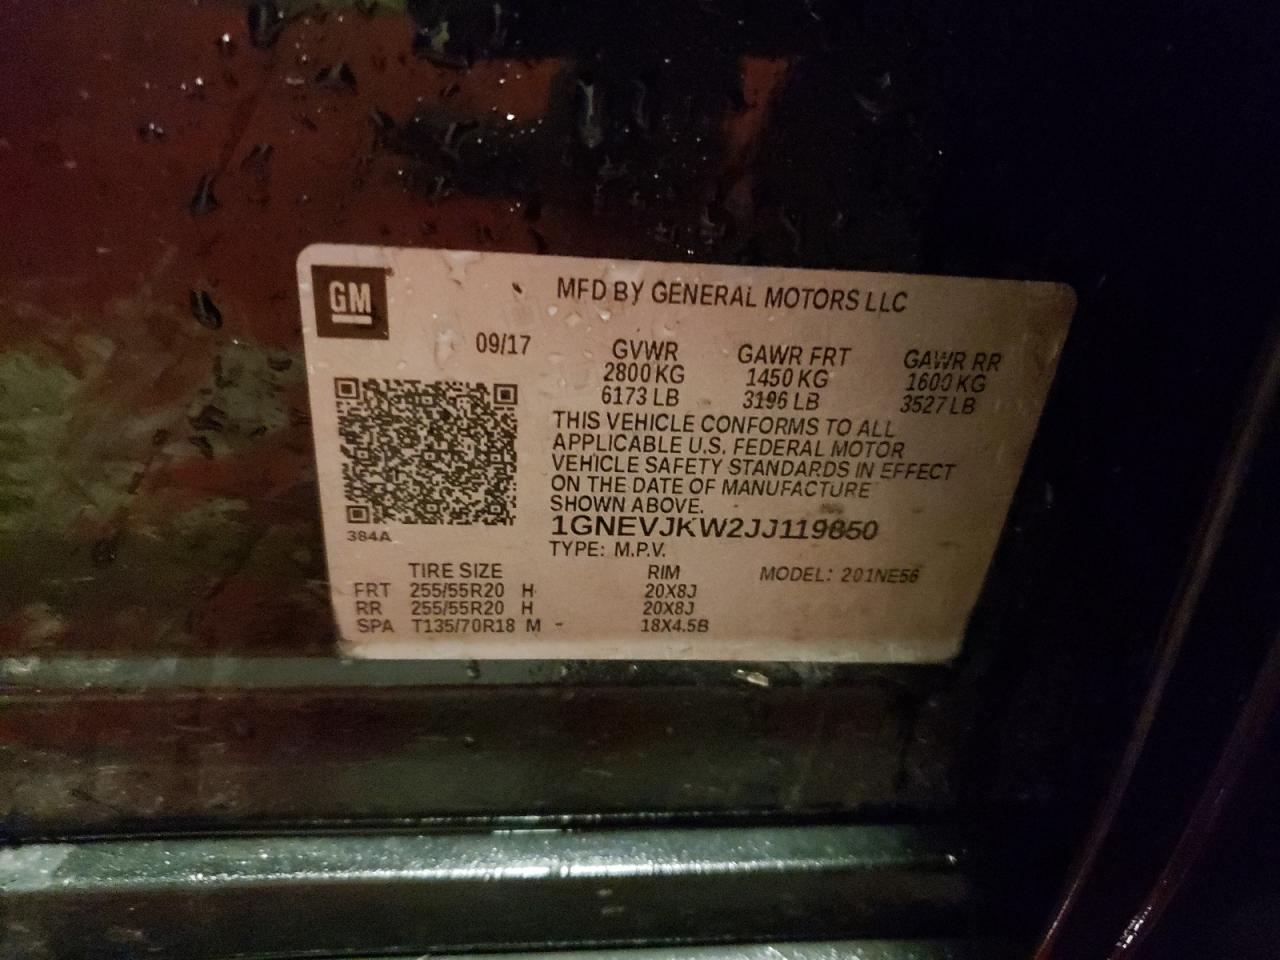 GM
MFD BY GENERAL MOTORS LLC
09/17 GVWR GAWR FRT GAWR RR
2800 KG 1450 KG 1600 KG
6173 LB 3196 LB 3527 LB
THIS VEHICLE CONFORMS TO ALL
APPLICABLE U.S. FEDERAL MOTOR
VEHICLE SAFETY STANDARDS IN EFFECT
ON THE DATE OF MANUFACTURE
SHOWN ABOVE.
1GNEVJKW2JJ119850
384A
TYPE: M.P.V.
TIRE SIZE RIM MODEL: 201NE56
FRT 255/55R20 H 20X8J
RR 255/55R20 H 20X8J
SPA T135/70R18 M - 18X4.5B